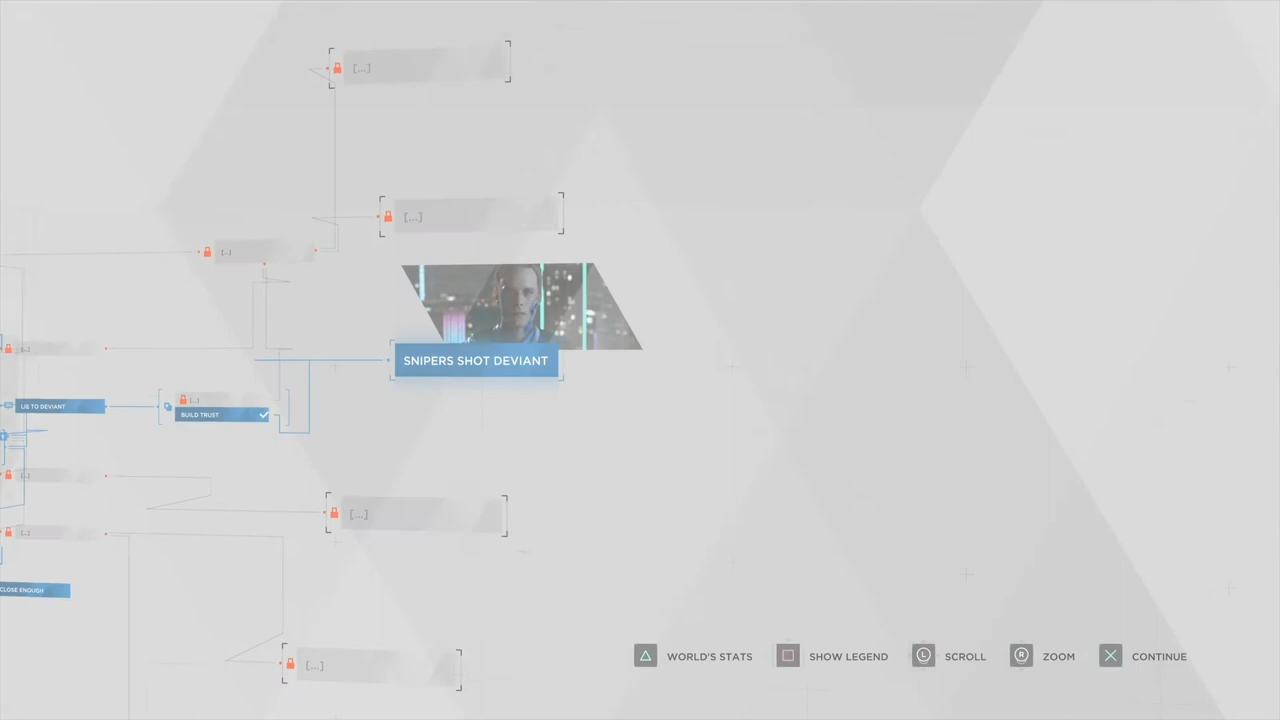 [...]
[...]
[...]
SNIPERS SHOT DEVIANT
[...]
[...]
LIE TO DEVIANT
BUILD TRUST
[...]
[...]
[...]
CLOSE ENOUGH
[...]
WORLD'S STATS
SHOW LEGEND
L
SCROLL
R
ZOOM
CONTINUE